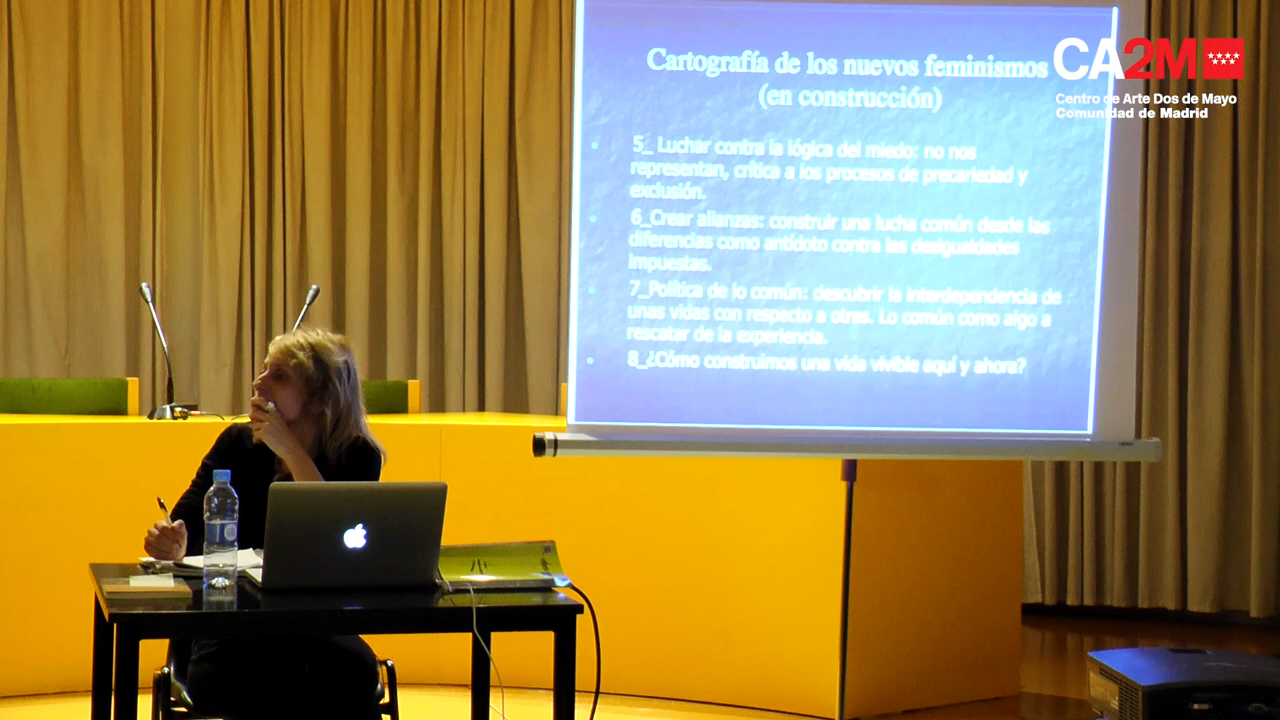 Cartografía de los nuevos feminismos
(en construcción)
5_ Luchar contra la lógica del miedo: no nos
representan, crítica a los procesos de precariedad y
exclusión.
6_Crear alianzas: construir una lucha común desde las
diferencias como antídoto contra las desigualdades
impuestas.
7_Política de lo común: descubrir la interdependencia de
unas vidas con respecto a otras. Lo común como algo a
rescatar de la experiencia.
8_¿Cómo construimos una vida vivible aquí y ahora?
CA2M
Centro de Arte Dos de Mayo
Comunidad de Madrid